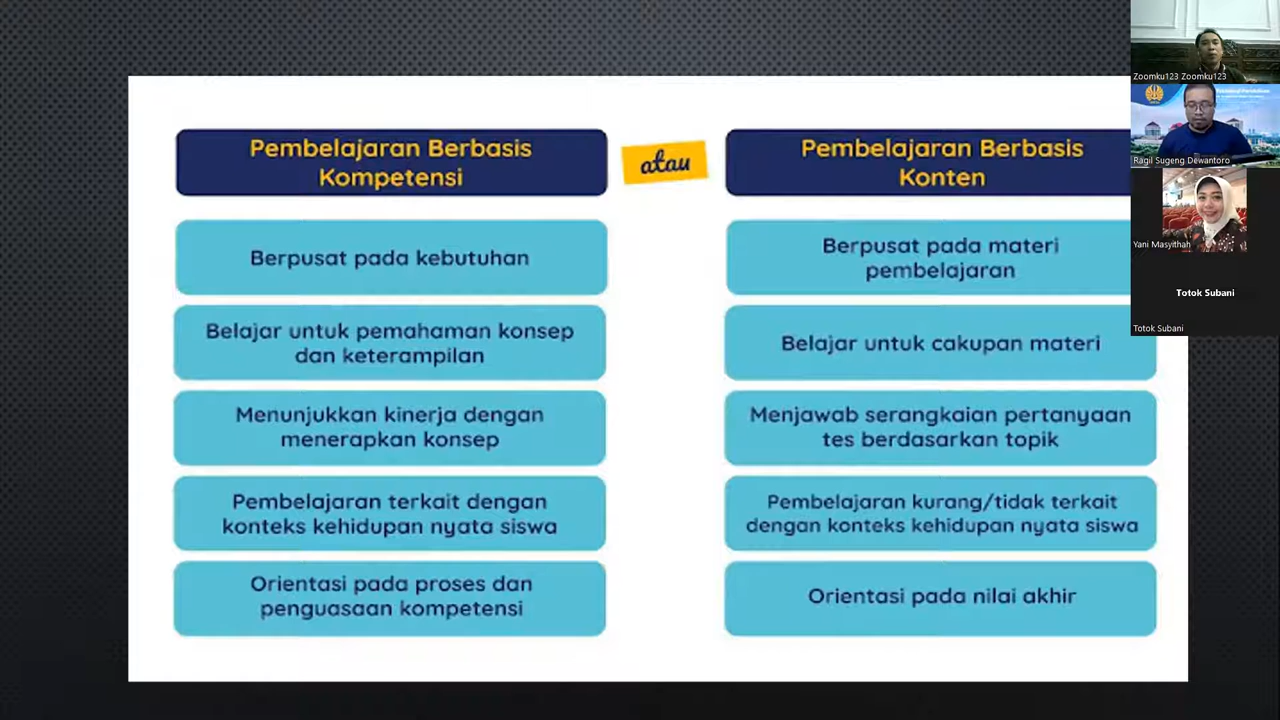 Pembelajaran Berbasis
Kompetensi
atau
Pembelajaran Berbasis
Konten
Berpusat pada kebutuhan
Berpusat pada materi
pembelajaran
Belajar untuk pemahaman konsep
dan keterampilan
Belajar untuk cakupan materi
Menunjukkan kinerja dengan
menerapkan konsep
Menjawab serangkaian pertanyaan
tes berdasarkan topik
Pembelajaran terkait dengan
konteks kehidupan nyata siswa
Pembelajaran kurang/tidak terkait
dengan konteks kehidupan nyata siswa
Orientasi pada proses dan
penguasaan kompetensi
Orientasi pada nilai akhir
Zoomku123 Zoomku123
Ragil Sugeng Dewantoro
Yani Masyithah
Totok Subani
Totok Subani